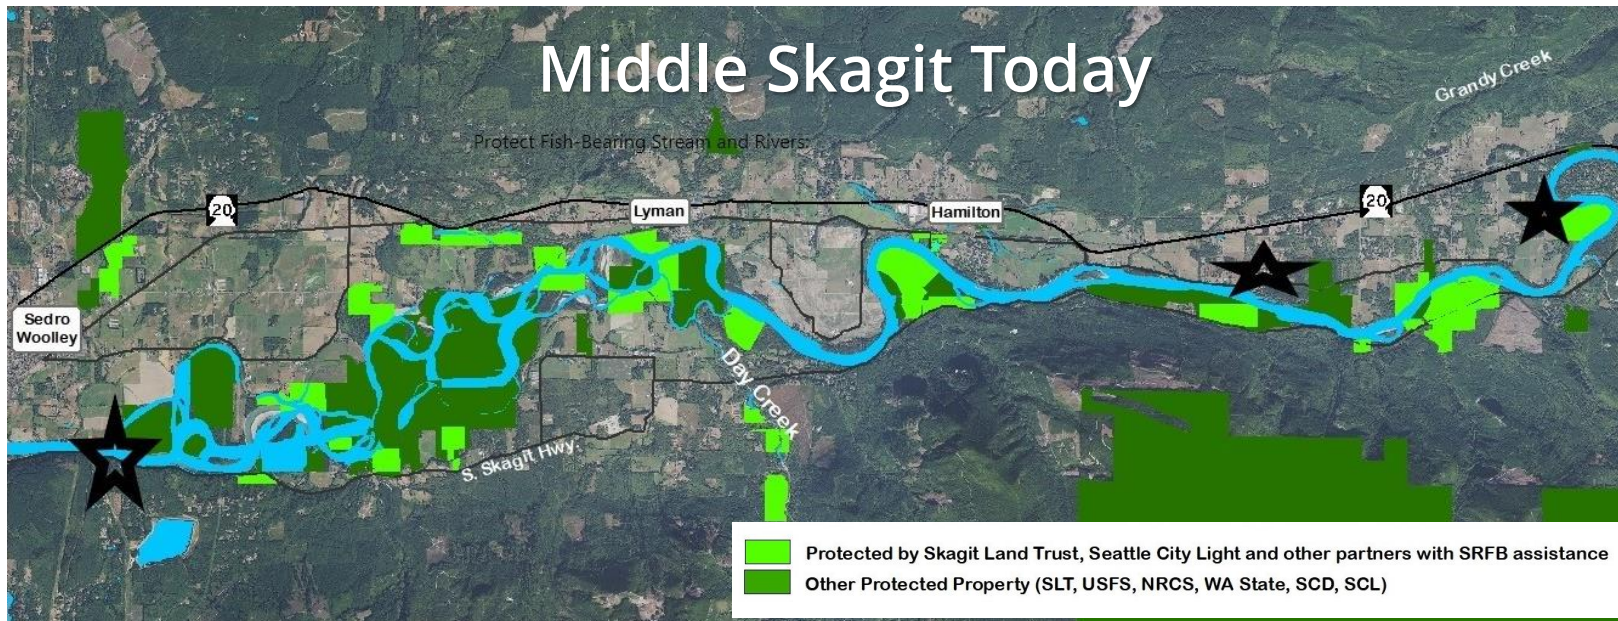 Middle Skagit Today
Grandy Creek
Protect Fish-Bearing Stream and Rivers:
20
Lyman
Hamilton
20
Sedro
Woolley
Day Creek
S. Skagit Hwy.
Protected by Skagit Land Trust, Seattle City Light and other partners with SRFB assistance
Other Protected Property (SLT, USFS, NRCS, WA State, SCD, SCL)